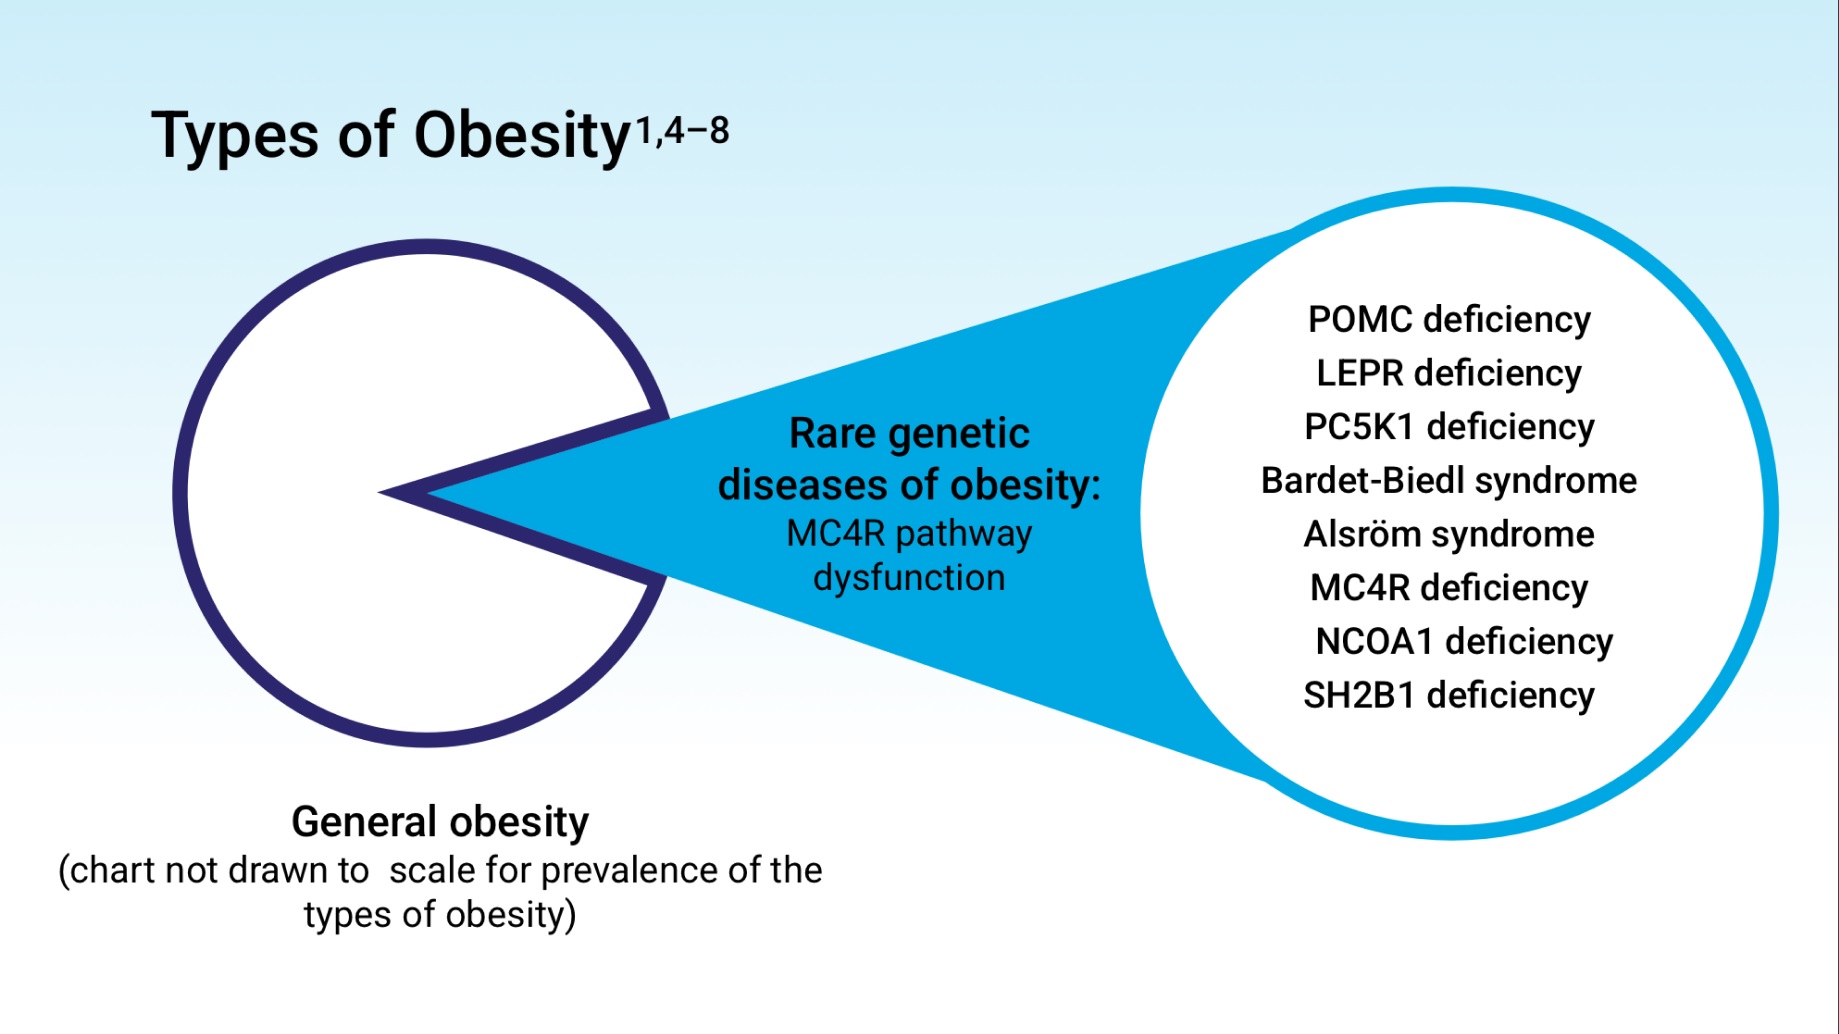 Types of Obesity1,4–8
Rare genetic
diseases of obesity:
MC4R pathway
dysfunction
POMC deficiency
LEPR deficiency
PC5K1 deficiency
Bardet-Biedl syndrome
Alsröm syndrome
MC4R deficiency
NCOA1 deficiency
SH2B1 deficiency
General obesity
(chart not drawn to scale for prevalence of the
types of obesity)